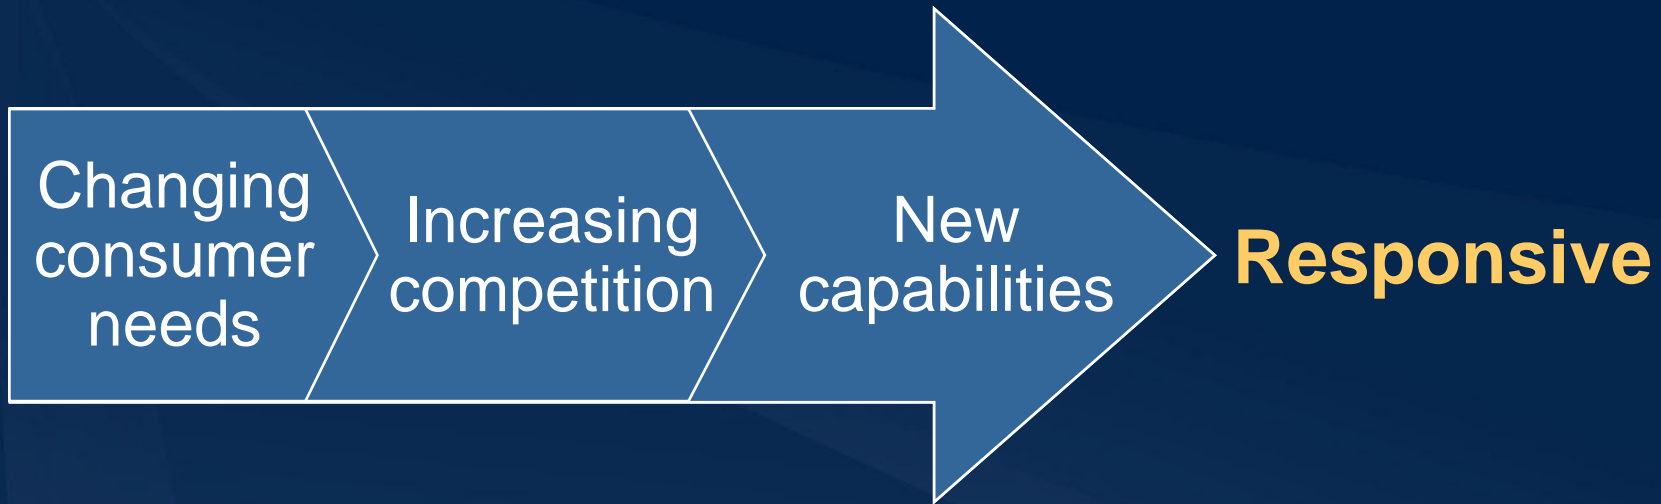 Changing
consumer
needs
Increasing
competition
New
capabilities
Responsive